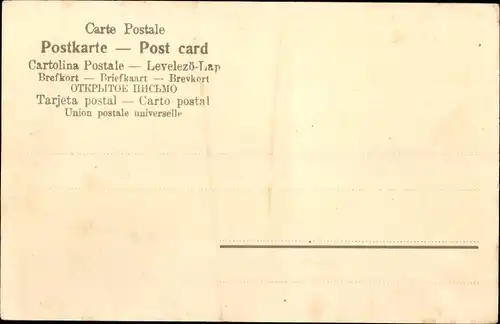 Carte Postale
Postkarte — Post card
Cartolina Postale — Levelező-Lap
Brefkort — Briefkaart — Brevkort
ОТКРЫТОЕ ПИСЬМО
Tarjeta postal — Carto postal
Union postale universelle